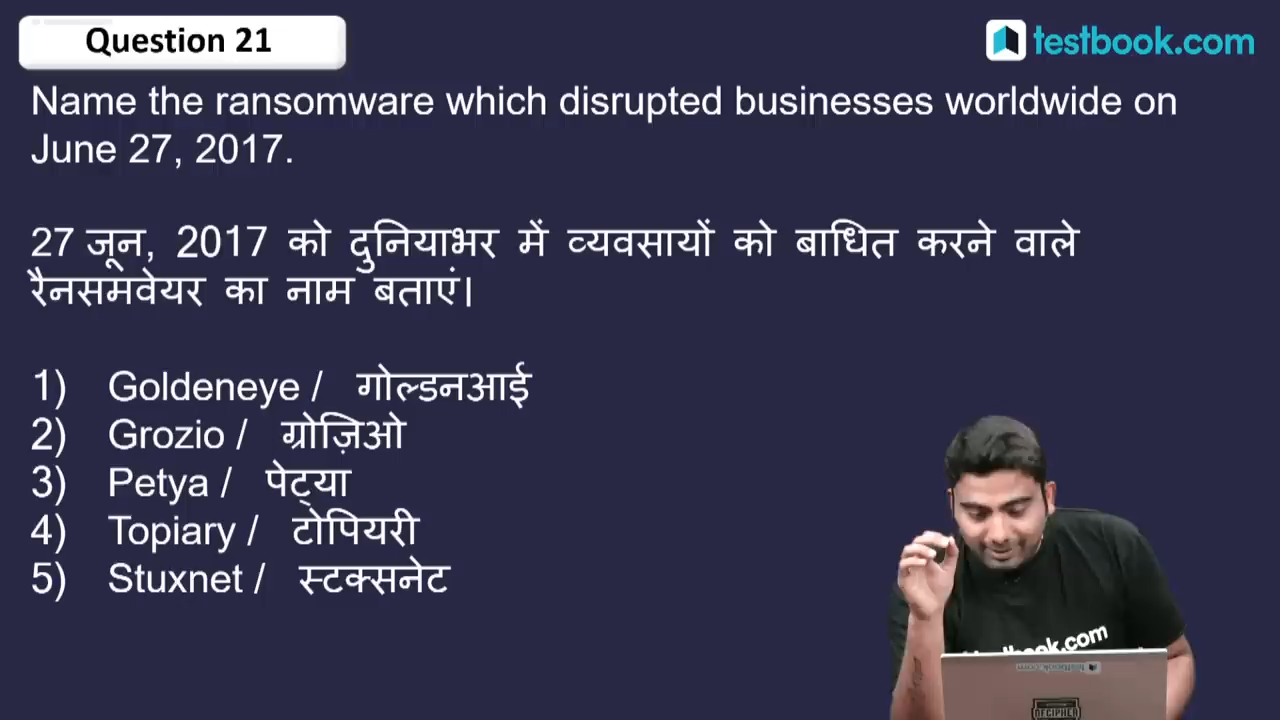 Question 21
testbook.com
Name the ransomware which disrupted businesses worldwide on
June 27, 2017.
27 जून, 2017 को दुनियाभर में व्यवसायों को बाधित करने वाले
रैनसमवेयर का नाम बताएं।
1) Goldeneye / गोल्डनआई
2) Grozio / ग्रोज़िओ
3) Petya / पेट्या
4) Topiary / टोपियरी
5) Stuxnet / स्टक्सनेट
testbook.com
DECIPHER